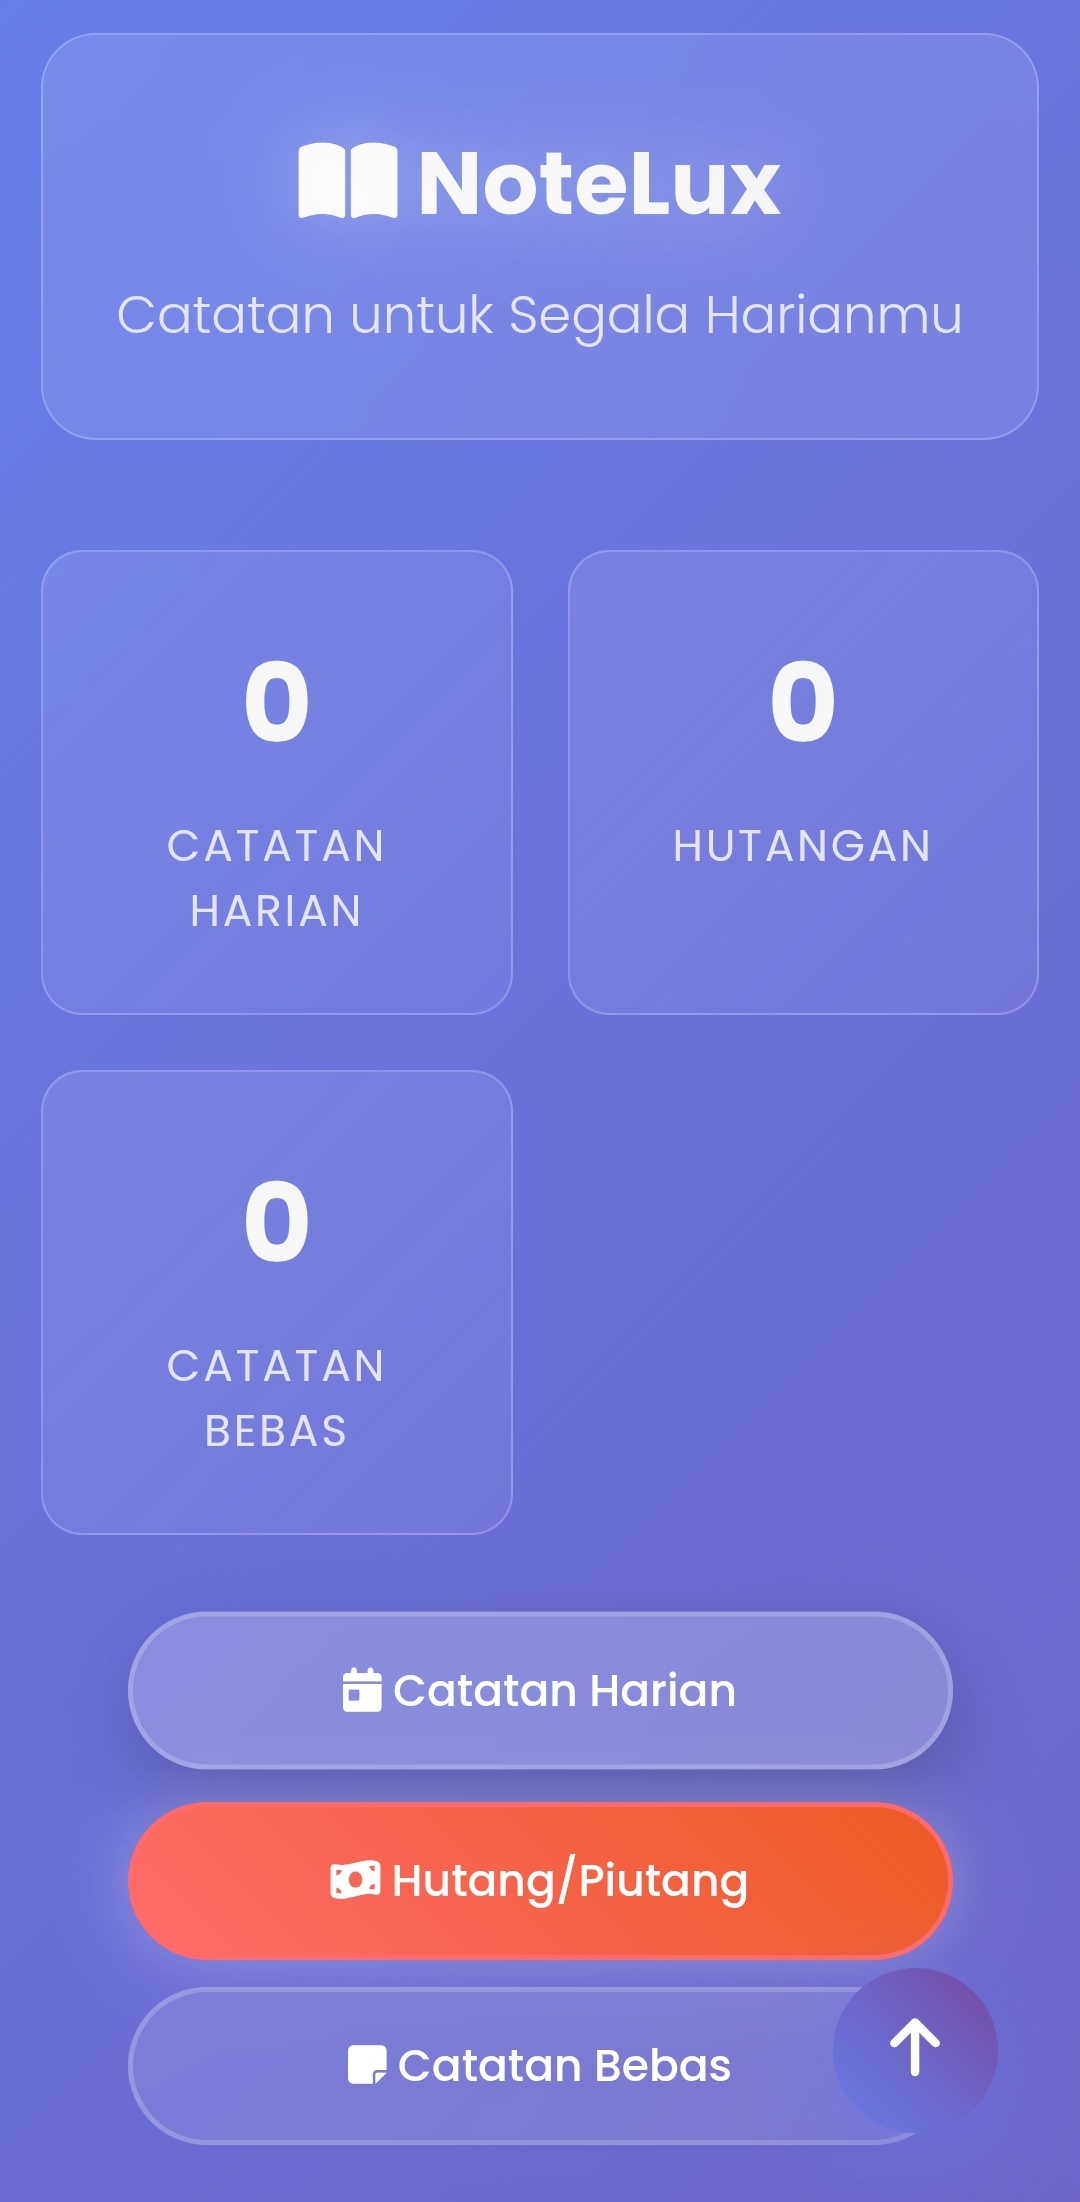 NoteLux
Catatan untuk Segala Harianmu
0
CATATAN
HARIAN
0
HUTANGAN
0
CATATAN
BEBAS
Catatan Harian
Hutang/Piutang
Catatan Bebas